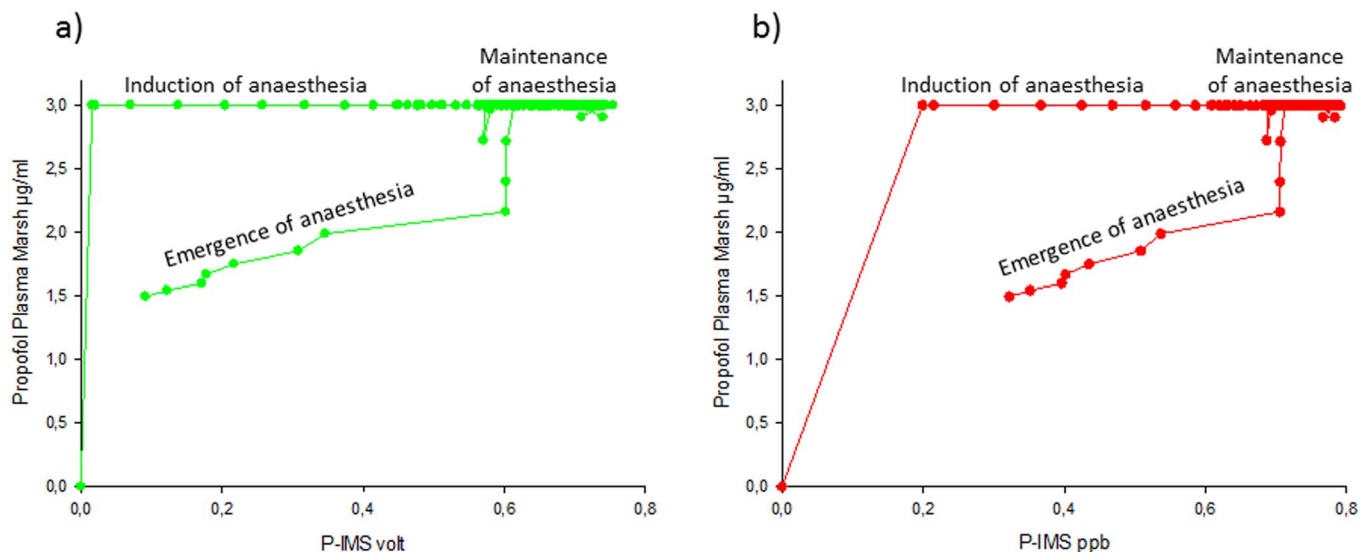 a)
Induction of anaesthesia
Maintenance
of anaesthesia
3,0
2,5
2,0
1,5
1,0
0,5
0,0
Propofol Plasma Marsh µg/ml
Emergence of anaesthesia
0,0
0,2
0,4
0,6
0,8
P-IMS volt
b)
Induction of anaesthesia
Maintenance
of anaesthesia
3,0
2,5
2,0
1,5
1,0
0,5
0,0
Propofol Plasma Marsh µg/ml
Emergence of anaesthesia
0,0
0,2
0,4
0,6
0,8
P-IMS ppb